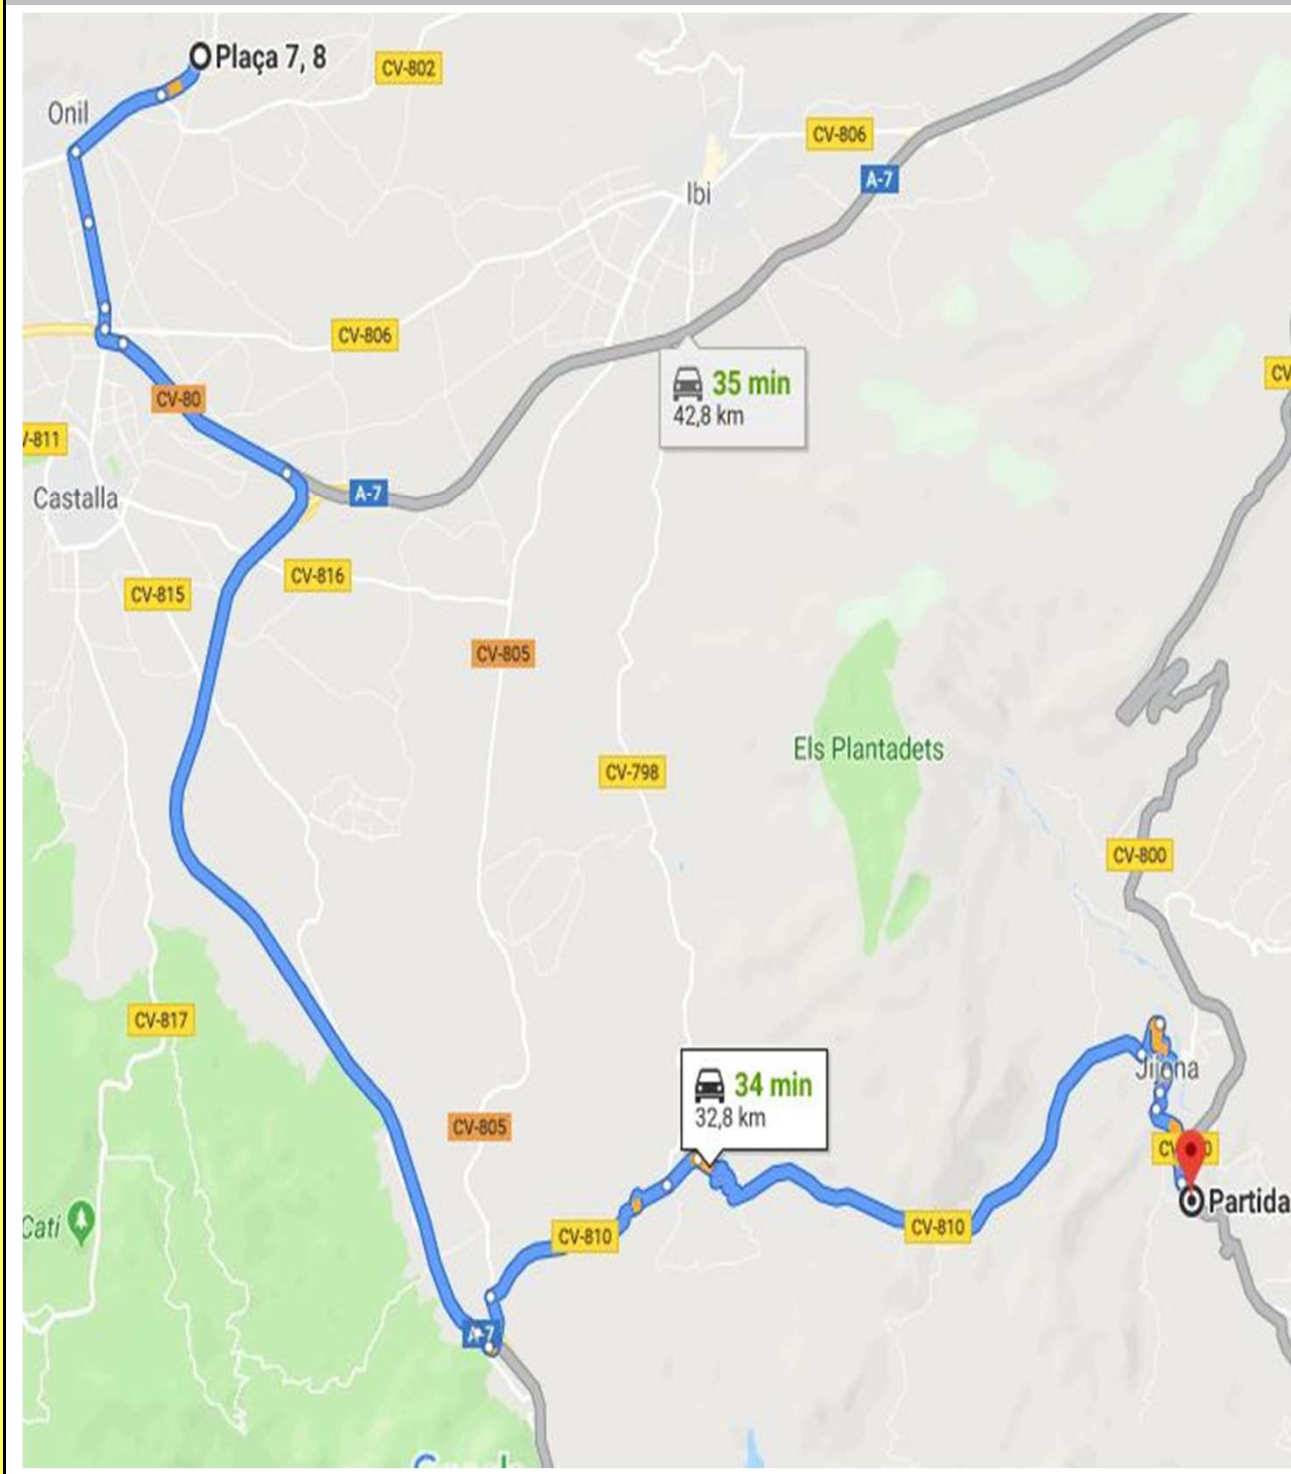 Plaça 7, 8
CV-802
Onil
CV-806
A-7
Ibi
CV-806
35 min
42,8 km
CV
CV-80
V-811
Castalla
A-7
CV-816
CV-815
CV-805
Els Plantadets
CV-798
CV-800
CV-817
34 min
32,8 km
Jijona
CV-805
Partida
Catí
CV-810
CV-810
A-7